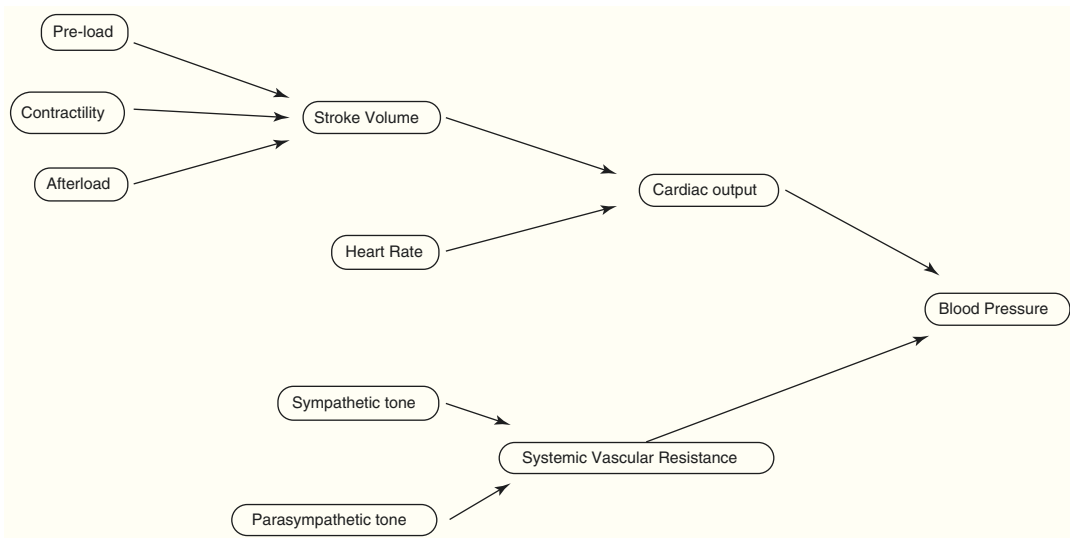 Pre-load
Contractility
Stroke Volume
Afterload
Cardiac output
Heart Rate
Blood Pressure
Sympathetic tone
Systemic Vascular Resistance
Parasympathetic tone